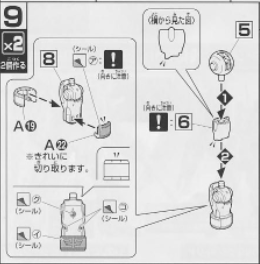 9
×2
2個作る
(シール)
㋐:
!
(向きに注意)
8
A⑲
A㉒
※きれいに
切り取ります。
㋗
(シール)
㋑
(シール)
㋙
(シール)
(横から見た図)
5
!
(向きに注意)
:6
1
2